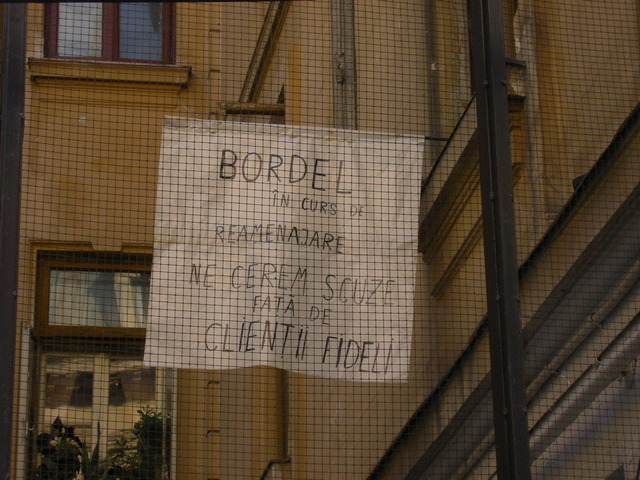 BORDEL
ÎN CURS DE
REAMENAJARE
NE CEREM SCUZE
FAȚĂ DE
CLIENȚII FIDELI